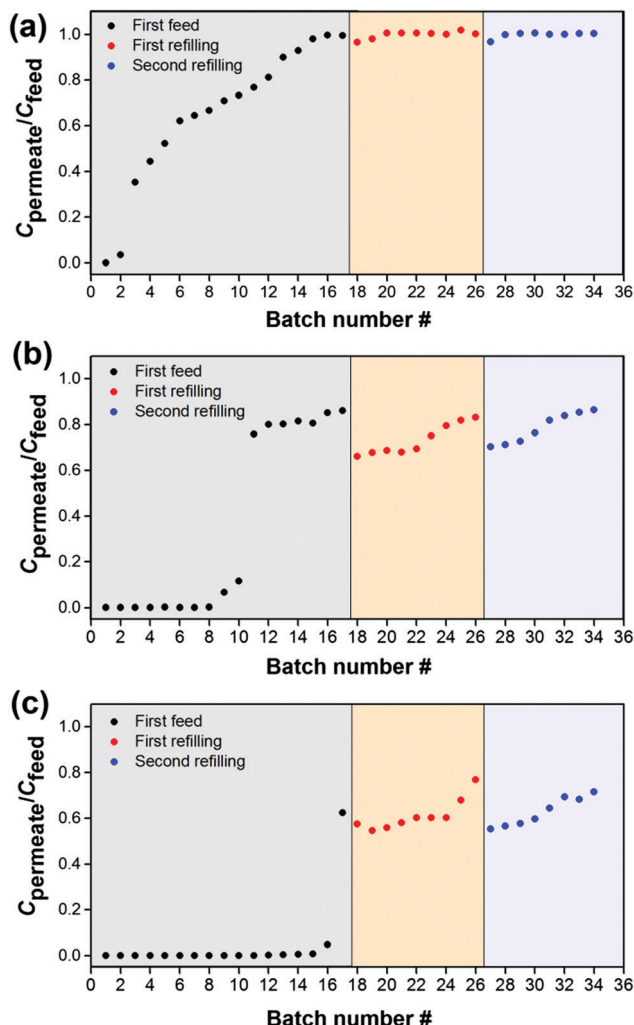 (a)
First feed
First refilling
Second refilling
C permeate/C feed
1.0
0.8
0.6
0.4
0.2
0.0
0 2 4 6 8 10 12 14 16 18 20 22 24 26 28 30 32 34 36
Batch number #
(b)
First feed
First refilling
Second refilling
C permeate/C feed
1.0
0.8
0.6
0.4
0.2
0.0
0 2 4 6 8 10 12 14 16 18 20 22 24 26 28 30 32 34 36
Batch number #
(c)
First feed
First refilling
Second refilling
C permeate/C feed
1.0
0.8
0.6
0.4
0.2
0.0
0 2 4 6 8 10 12 14 16 18 20 22 24 26 28 30 32 34 36
Batch number #